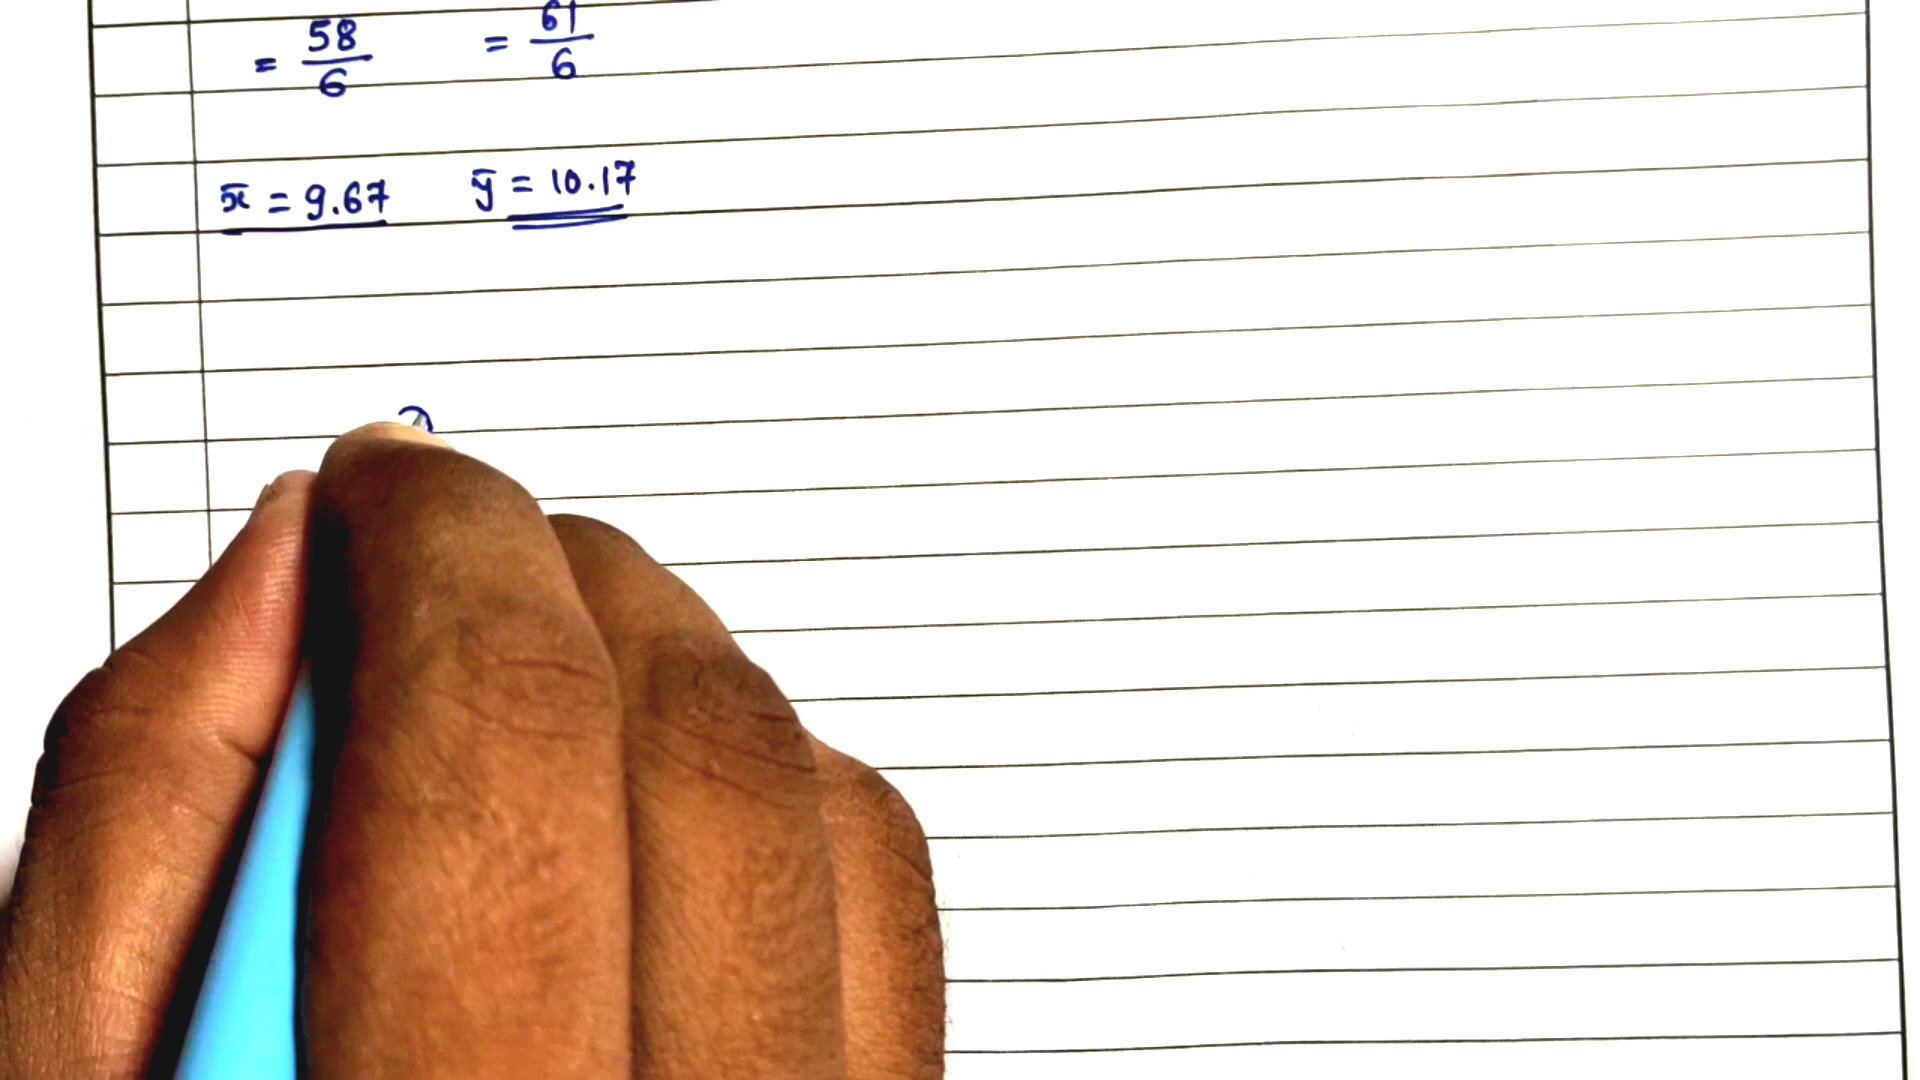 = 58/6 = 61/6
x̄ = 9.67 ȳ = 10.17